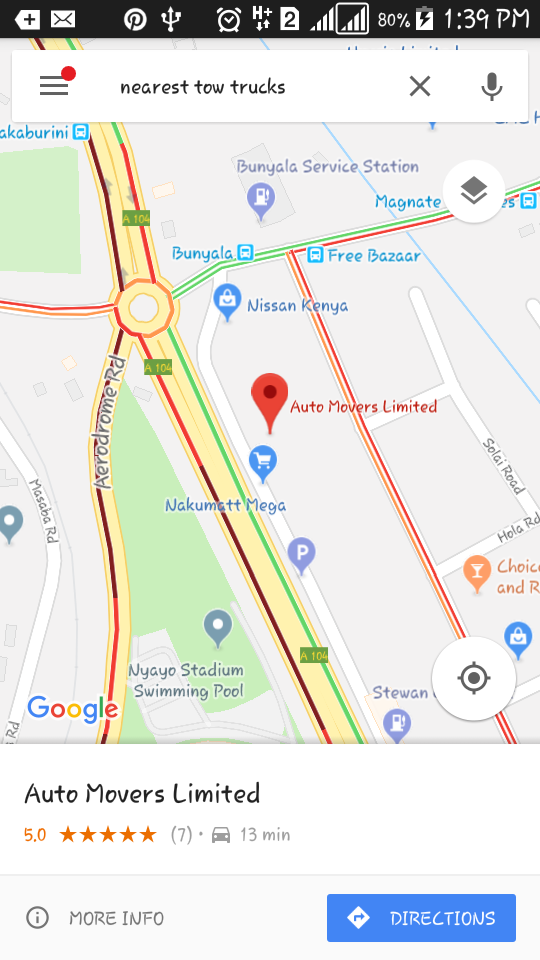 80% 1:39 PM
H+ 2
nearest tow trucks
akaburini
Bunyala Service Station
Magnate
A 104
Bunyala
Free Bazaar
Nissan Kenya
A 104
Aerodrome Rd
Auto Movers Limited
Solai Road
Masaba Rd
Nakumatt Mega
P
Hola Rd
Choic
and R
Nyayo Stadium
Swimming Pool
A 104
Stewan
Google
Auto Movers Limited
5.0 ★★★★★ (7) • 13 min
MORE INFO
DIRECTIONS